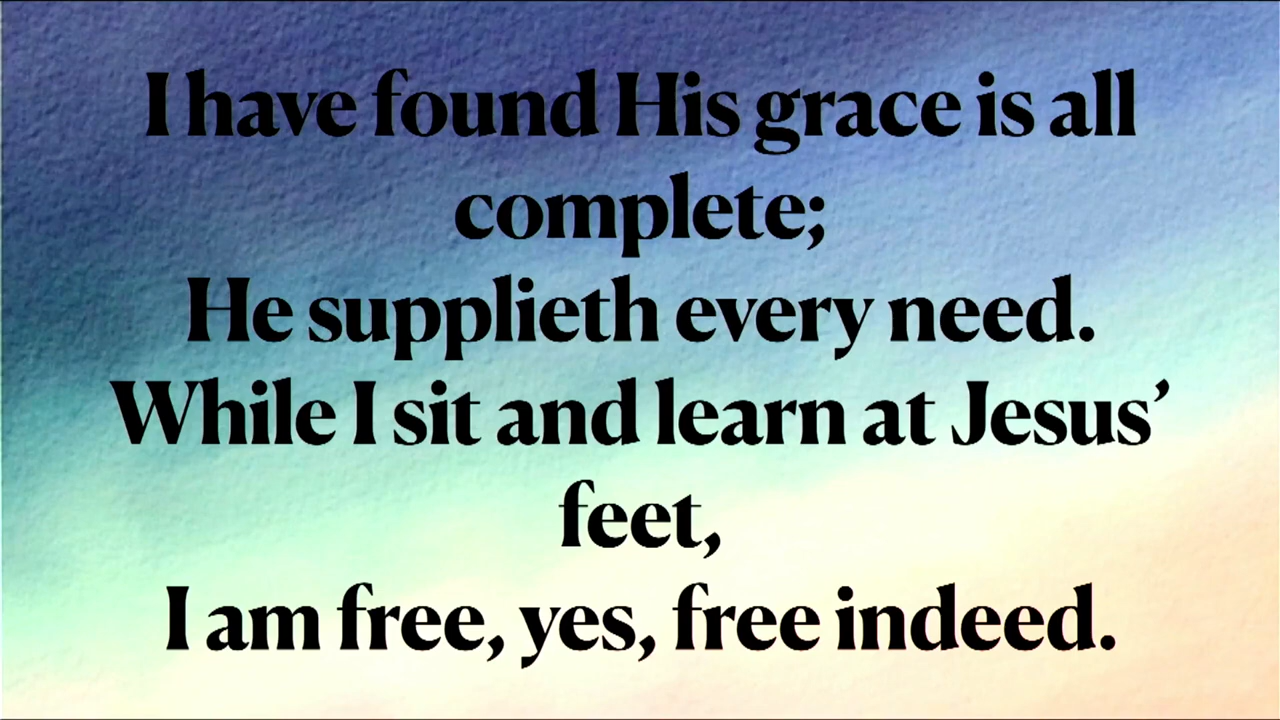 I have found His grace is all
complete;
He supplieth every need.
While I sit and learn at Jesus’
feet,
I am free, yes, free indeed.